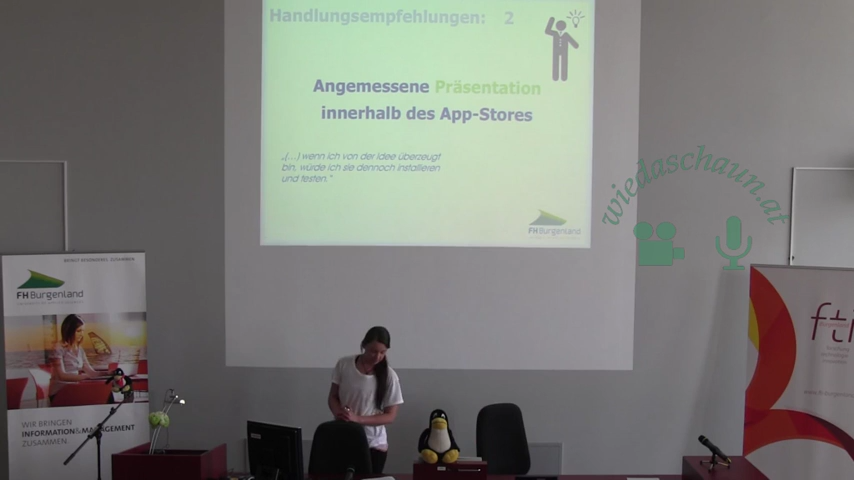 Handlungsempfehlungen: 2
Angemessene Präsentation
innerhalb des App-Stores
„(...) wenn ich von der Idee überzeugt
bin, würde ich sie dennoch installieren
und testen.“
FH Burgenland
wiedaschaun.at
FH Burgenland
WIR BRINGEN
INFORMATION & MANAGEMENT
ZUSAMMEN.
fti